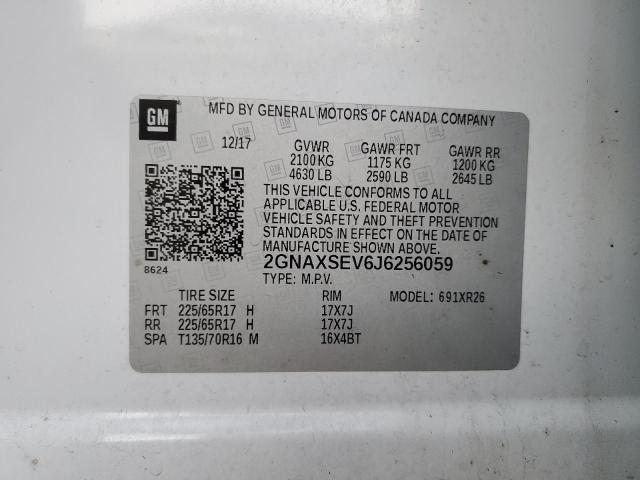 GM
MFD BY GENERAL MOTORS OF CANADA COMPANY
12/17 GVWR GAWR FRT GAWR RR
2100 KG 1175 KG 1200 KG
4630 LB 2590 LB 2645 LB
THIS VEHICLE CONFORMS TO ALL
APPLICABLE U.S. FEDERAL MOTOR
VEHICLE SAFETY AND THEFT PREVENTION
STANDARDS IN EFFECT ON THE DATE OF
MANUFACTURE SHOWN ABOVE.
8624 2GNAXSEV6J6256059
TYPE: M.P.V.
TIRE SIZE RIM MODEL: 691XR26
FRT 225/65R17 H 17X7J
RR 225/65R17 H 17X7J
SPA T135/70R16 M 16X4BT